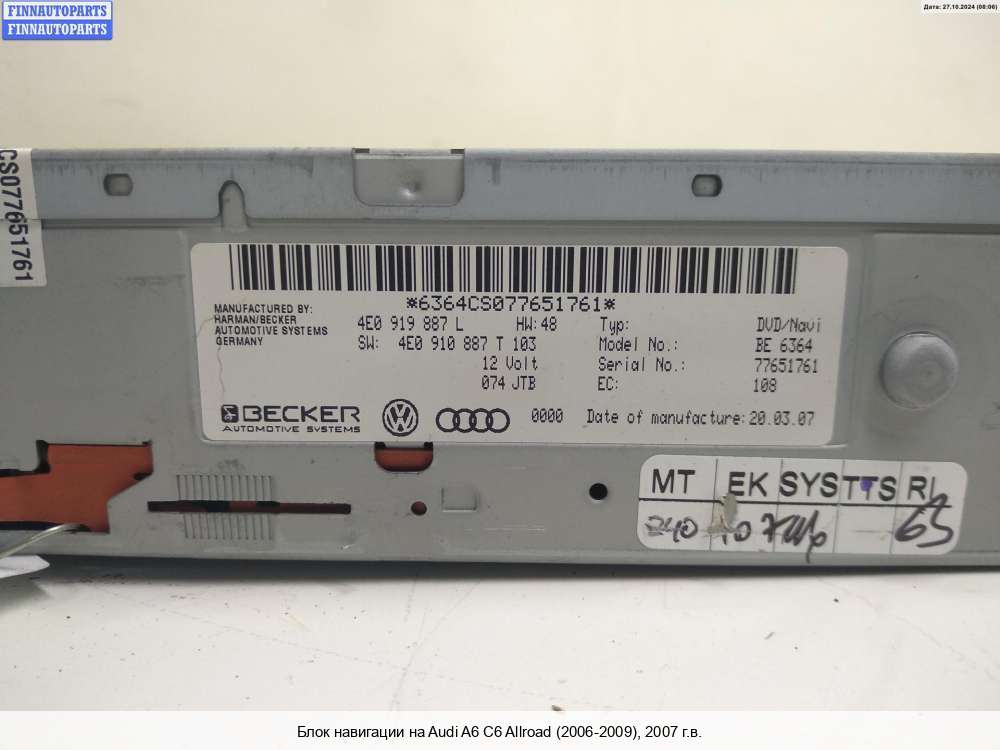 FINNAUTOPARTS
FINNAUTOPARTS
Дата: 27.10.2024 (08:06)
CS077651761
*6364CS077651761*
MANUFACTURED BY:
HARMAN/BECKER
AUTOMOTIVE SYSTEMS
GERMANY
4E0 919 887 L HW:48
SW: 4E0 910 887 T 103
12 Volt
074 JTB
Typ: DVD/Navi
Model No.: BE 6364
Serial No.: 77651761
EC: 108
BECKER
AUTOMOTIVE SYSTEMS
0000 Date of manufacture: 20.03.07
MT EK SYS TTS RI
240 63
Блок навигации на Audi A6 C6 Allroad (2006-2009), 2007 г.в.